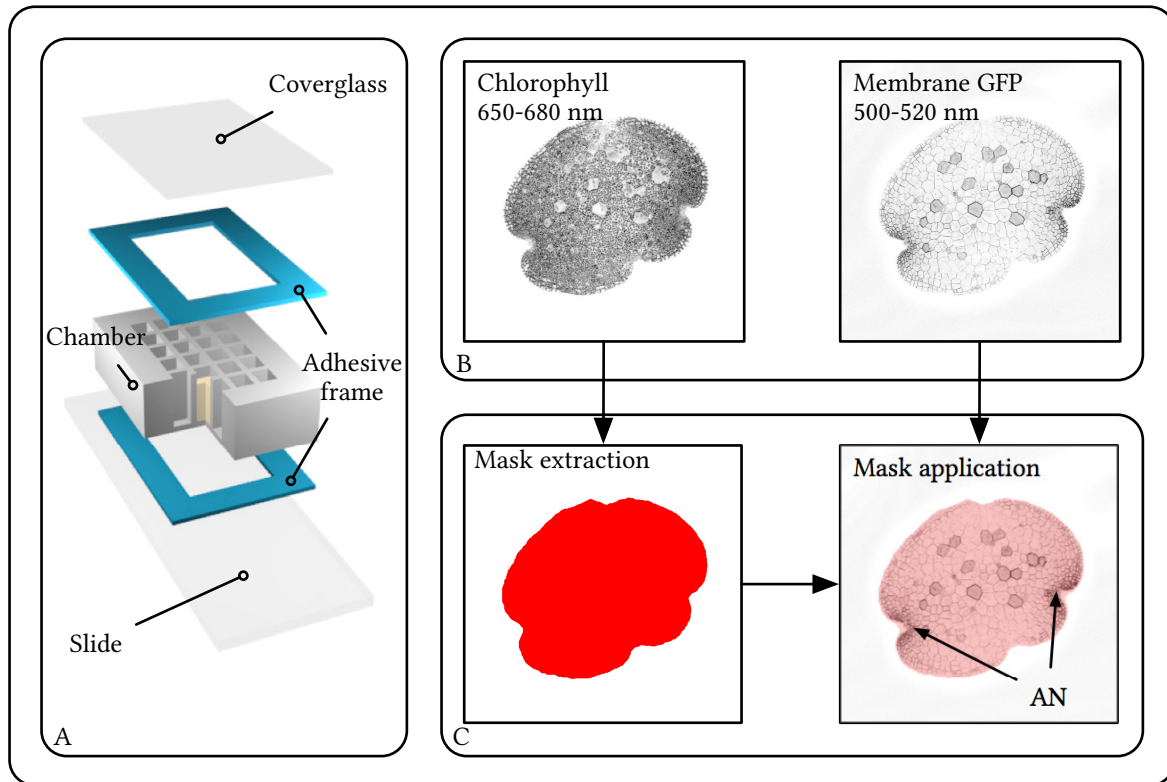 Coverglass
Chamber
Adhesive
frame
Slide
A
Chlorophyll
650-680 nm
Membrane GFP
500-520 nm
B
Mask extraction
Mask application
AN
C